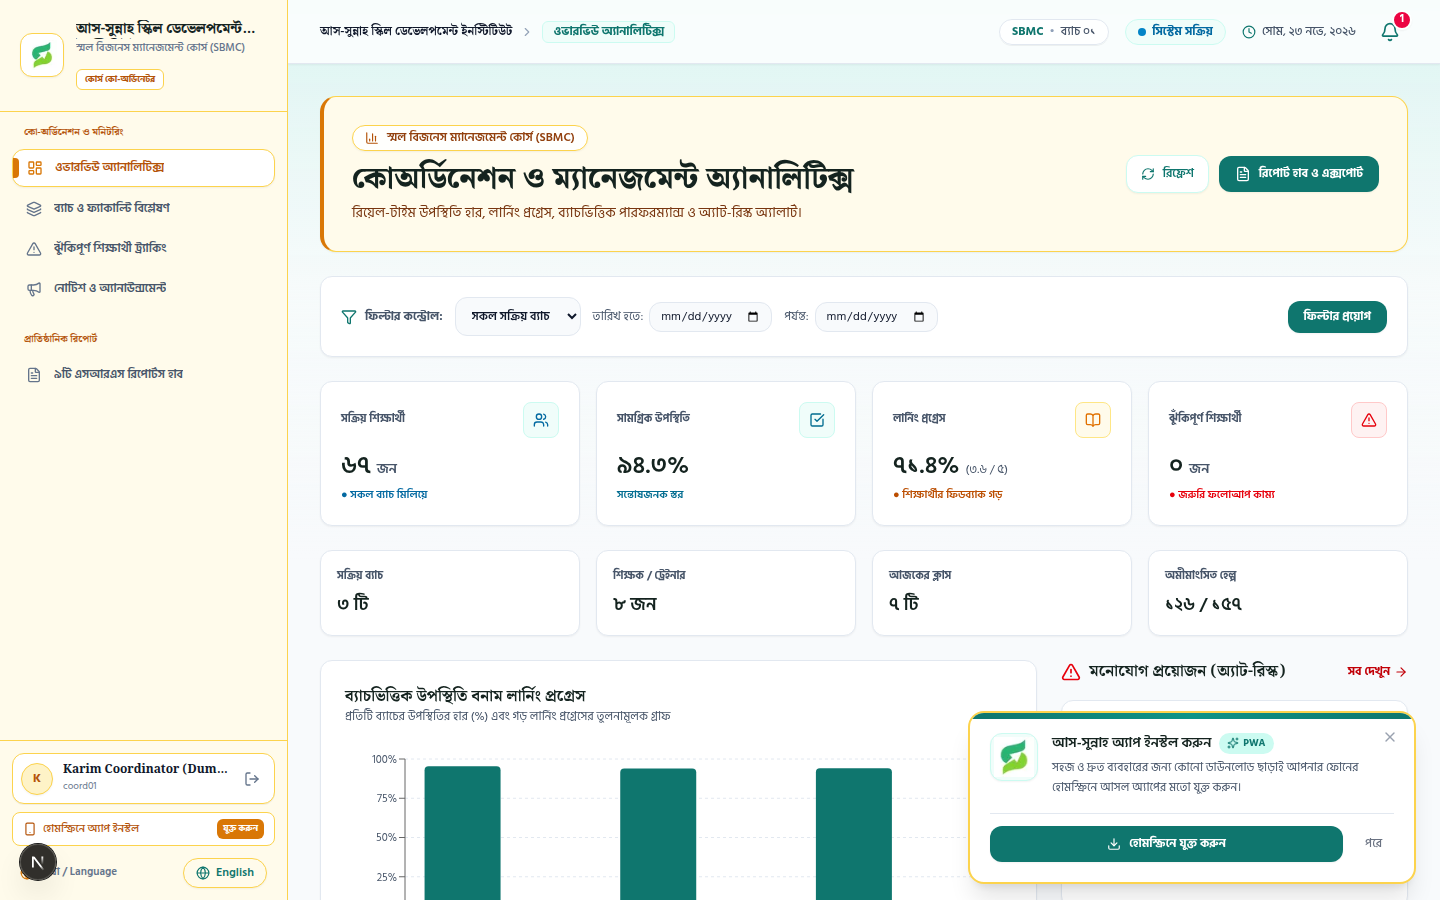 আস-সুন্নাহ স্কিল ডেভেলপমেন্ট...
স্মল বিজনেস ম্যানেজমেন্ট কোর্স (SBMC)
কোর্স কো-অর্ডিনেটর
কো-অর্ডিনেশন ও মনিটরিং
ওভারভিউ অ্যানালিটিক্স
ব্যাচ ও ফ্যাকাল্টি বিশ্লেষণ
ঝুঁকিপূর্ণ শিক্ষার্থী ট্র্যাকিং
নোটিশ ও অ্যানাউন্সমেন্ট
প্রাতিষ্ঠানিক রিপোর্ট
৯টি এসআরএস রিপোর্টস হাব
K
Karim Coordinator (Dum...
coord01
হোমস্ক্রিনে অ্যাপ ইনস্টল
যুক্ত করুন
N
/ Language
English
আস-সুন্নাহ স্কিল ডেভেলপমেন্ট ইনস্টিটিউট
ওভারভিউ অ্যানালিটিক্স
SBMC • ব্যাচ ০১
সিস্টেম সক্রিয়
সোম, ২৩ নভে, ২০২৬
1
স্মল বিজনেস ম্যানেজমেন্ট কোর্স (SBMC)
কোঅর্ডিনেশন ও ম্যানেজমেন্ট অ্যানালিটিক্স
রিয়েল-টাইম উপস্থিতি হার, লার্নিং প্রগ্রেস, ব্যাচভিত্তিক পারফরম্যান্স ও অ্যাট-রিস্ক অ্যালার্ট।
রিফ্রেশ
রিপোর্ট হাব ও এক্সপোর্ট
ফিল্টার কন্ট্রোল:
সকল সক্রিয় ব্যাচ
তারিখ হতে:
mm/dd/yyyy
পর্যন্ত:
mm/dd/yyyy
ফিল্টার প্রয়োগ
সক্রিয় শিক্ষার্থী
৬৭ জন
● সকল ব্যাচ মিলিয়ে
সামগ্রিক উপস্থিতি
৯৪.৩%
সন্তোষজনক স্তর
লার্নিং প্রগ্রেস
৭১.৪% (৩.৬ / ৫)
● শিক্ষার্থীর ফিডব্যাক গড়
ঝুঁকিপূর্ণ শিক্ষার্থী
০ জন
● জরুরি ফলোআপ কাম্য
সক্রিয় ব্যাচ
৩ টি
শিক্ষক / ট্রেইনার
৮ জন
আজকের ক্লাস
৭ টি
অমীমাংসিত হেল্প
১২৬ / ১৫৭
ব্যাচভিত্তিক উপস্থিতি বনাম লার্নিং প্রগ্রেস
প্রতিটি ব্যাচের উপস্থিতির হার (%) এবং গড় লার্নিং প্রগ্রেসের তুলনামূলক গ্রাফ
100%
75%
50%
25%
মনোযোগ প্রয়োজন (অ্যাট-রিস্ক)
সব দেখুন
আস-সুন্নাহ অ্যাপ ইনস্টল করুন
PWA
সহজ ও দ্রুত ব্যবহারের জন্য কোনো ডাউনলোড ছাড়াই আপনার ফোনের
হোমস্ক্রিনে আসল অ্যাপের মতো যুক্ত করুন।
হোমস্ক্রিনে যুক্ত করুন
পরে